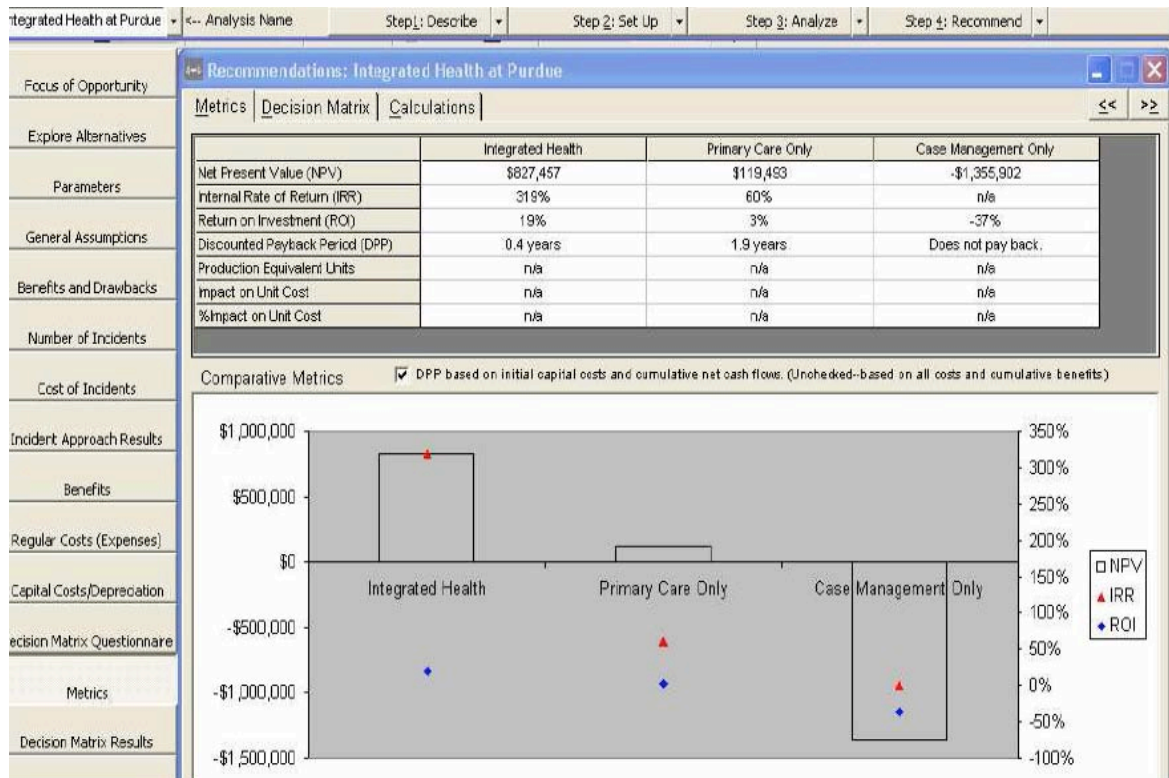 ntegrated Heath at Purdue <-- Analysis Name Step1: Describe Step 2: Set Up Step 3: Analyze Step 4: Recommend
Recommendations: Integrated Health at Purdue
Metrics Decision Matrix Calculations << >>
Focus of Opportunity
Explore Alternatives
Parameters
General Assumptions
Benefits and Drawbacks
Number of Incidents
Cost of Incidents
Incident Approach Results
Benefits
Regular Costs (Expenses)
Capital Costs/Depreciation
ecision Matrix Questionnare
Metrics
Decision Matrix Results
Integrated Health Primary Care Only Case Management Only
Net Present Value (NPV) $827,457 $119,493 -$1,355,902
Internal Rate of Return (IRR) 319% 60% n/a
Return on Investment (ROI) 19% 3% -37%
Discounted Payback Period (DPP) 0.4 years 1.9 years Does not pay back.
Production Equivalent Units n/a n/a n/a
Impact on Unit Cost n/a n/a n/a
%Impact on Unit Cost n/a n/a n/a
Comparative Metrics DPP based on initial capital costs and cumulative net cash flows. (Unchecked--based on all costs and cumulative benefits)
$1,000,000
$500,000
$0
-$500,000
-$1,000,000
-$1,500,000
Integrated Health Primary Care Only Case Management Only
350%
300%
250%
200%
150%
100%
50%
0%
-50%
-100%
NPV
IRR
ROI